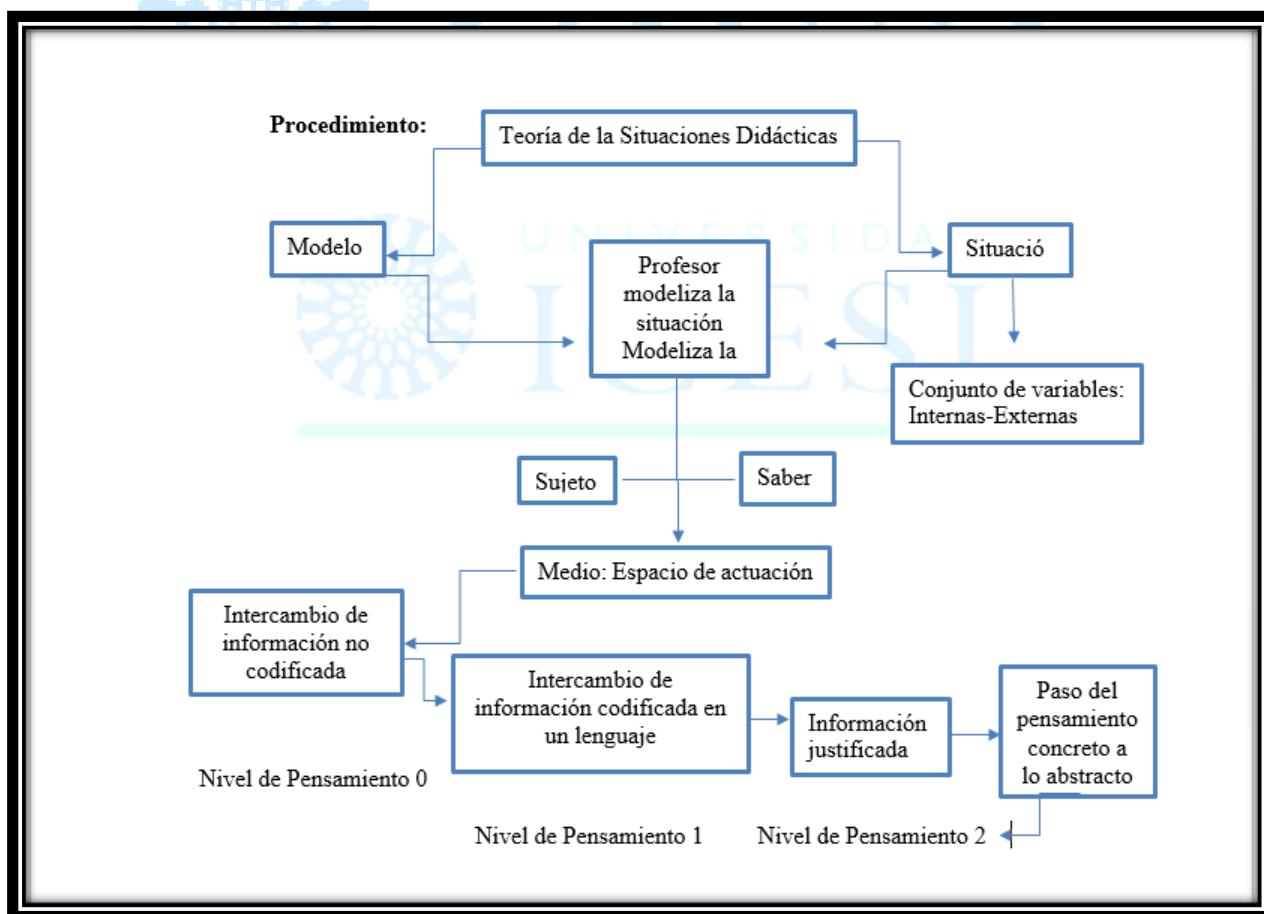 Procedimiento:
Teoría de la Situaciones Didácticas
Modelo
Profesor
modeliza la
situación
Modeliza la
Situació
UNIVERSIDA
ICESI
Conjunto de variables:
Internas-Externas
Sujeto
Saber
Medio: Espacio de actuación
Intercambio de
información no
codificada
Intercambio de
información codificada en
un lenguaje
Información
justificada
Paso del
pensamiento
concreto a
lo abstracto
Nivel de Pensamiento 0
Nivel de Pensamiento 1
Nivel de Pensamiento 2